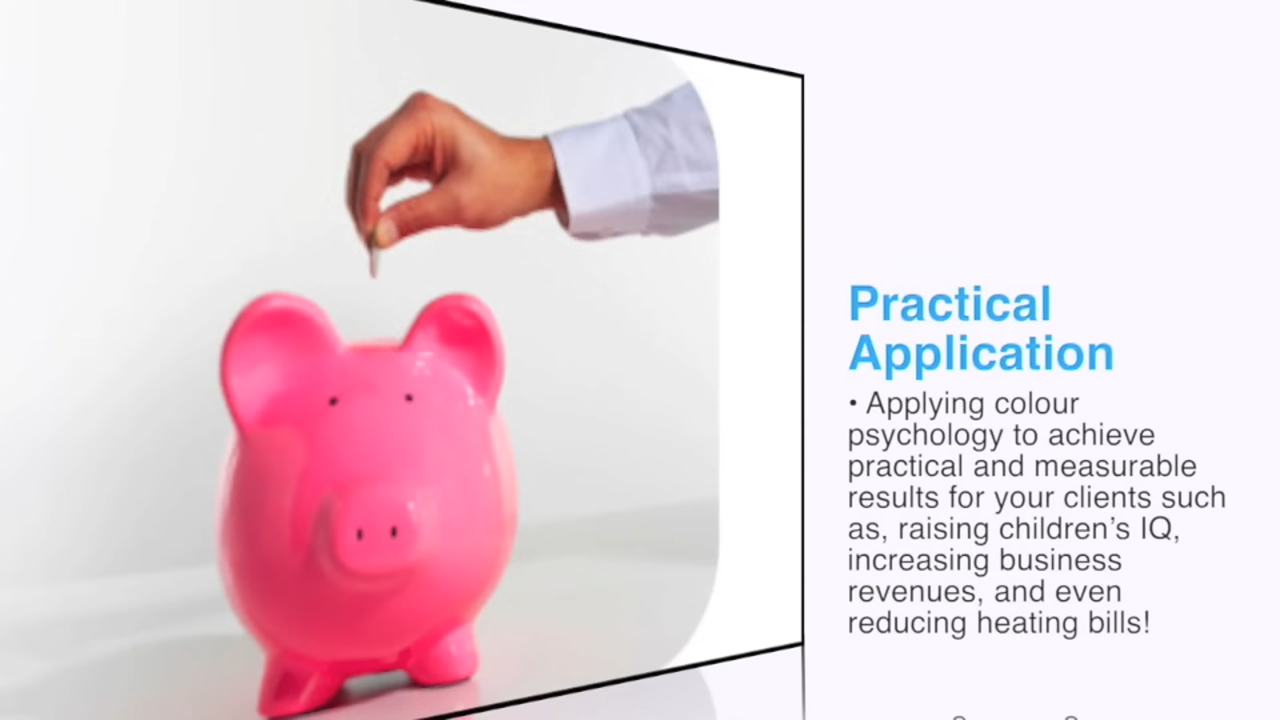 Practical
Application
• Applying colour
psychology to achieve
practical and measurable
results for your clients such
as, raising children’s IQ,
increasing business
revenues, and even
reducing heating bills!